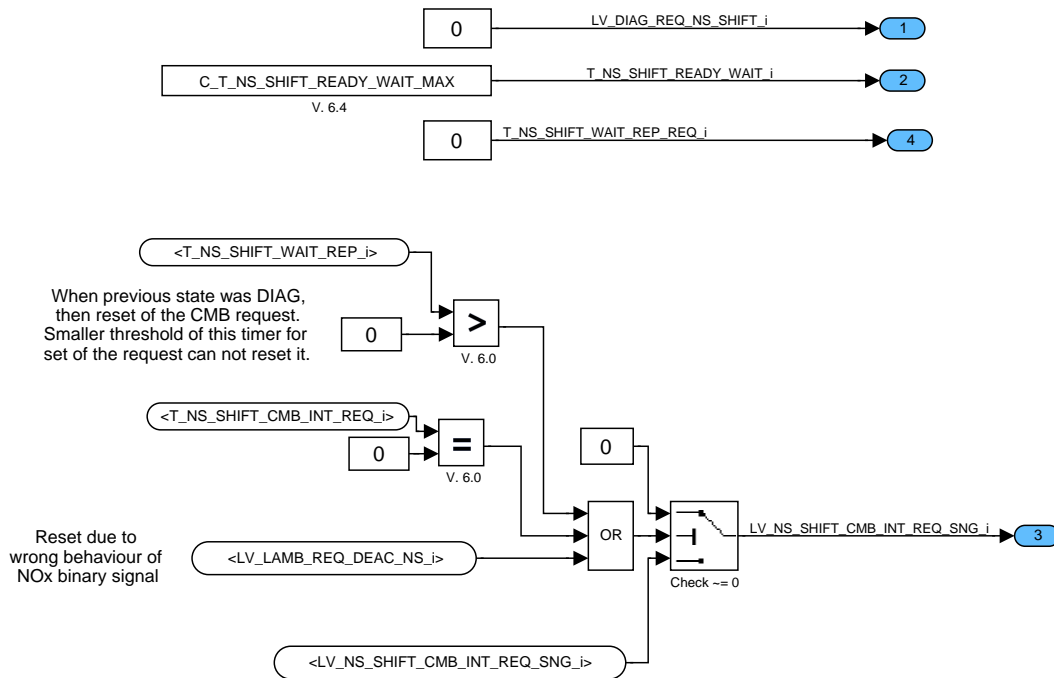 0
LV_DIAG_REQ_NS_SHIFT_i
1
C_T_NS_SHIFT_READY_WAIT_MAX
V. 6.4
T_NS_SHIFT_READY_WAIT_i
2
0
T_NS_SHIFT_WAIT_REP_REQ_i
4
<T_NS_SHIFT_WAIT_REP_i>
When previous state was DIAG,
then reset of the CMB request.
Smaller threshold of this timer for
set of the request can not reset it.
0
>
V. 6.0
<T_NS_SHIFT_CMB_INT_REQ_i>
0
=
V. 6.0
0
Reset due to
wrong behaviour of
NOx binary signal
<LV_LAMB_REQ_DEAC_NS_i>
OR
Check ~= 0
LV_NS_SHIFT_CMB_INT_REQ_SNG_i
3
<LV_NS_SHIFT_CMB_INT_REQ_SNG_i>